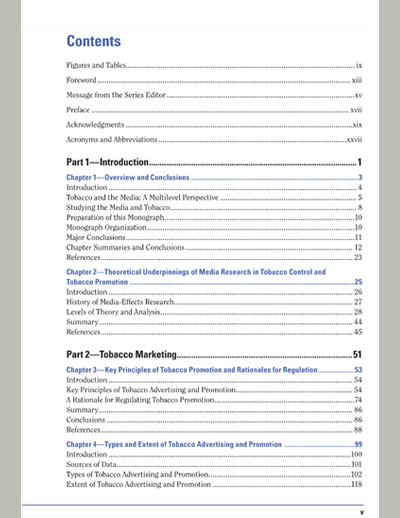 Contents
Figures and Tables.......... ix
Foreword.......... xiii
Message from the Series Editor..........xv
Preface .......... xvii
Acknowledgments ..........xix
Acronyms and Abbreviations ..........xxvii
Part 1—Introduction..........1
Chapter 1—Overview and Conclusions ..........3
Introduction .......... 4
Tobacco and the Media: A Multilevel Perspective .......... 5
Studying the Media and Tobacco.......... 8
Preparation of this Monograph..........10
Monograph Organization..........10
Major Conclusions..........11
Chapter Summaries and Conclusions .......... 12
References.......... 23
Chapter 2—Theoretical Underpinnings of Media Research in Tobacco Control and
Tobacco Promotion ..........25
Introduction .......... 26
History of Media-Effects Research.......... 27
Levels of Theory and Analysis.......... 28
Summary.......... 44
References.......... 45
Part 2—Tobacco Marketing..........51
Chapter 3—Key Principles of Tobacco Promotion and Rationales for Regulation ..........53
Introduction .......... 54
Key Principles of Tobacco Advertising and Promotion.......... 54
A Rationale for Regulating Tobacco Promotion..........74
Summary.......... 86
Conclusions .......... 86
References.......... 88
Chapter 4—Types and Extent of Tobacco Advertising and Promotion ..........99
Introduction ..........100
Sources of Data..........101
Types of Tobacco Advertising and Promotion..........102
Extent of Tobacco Advertising and Promotion ..........118
v